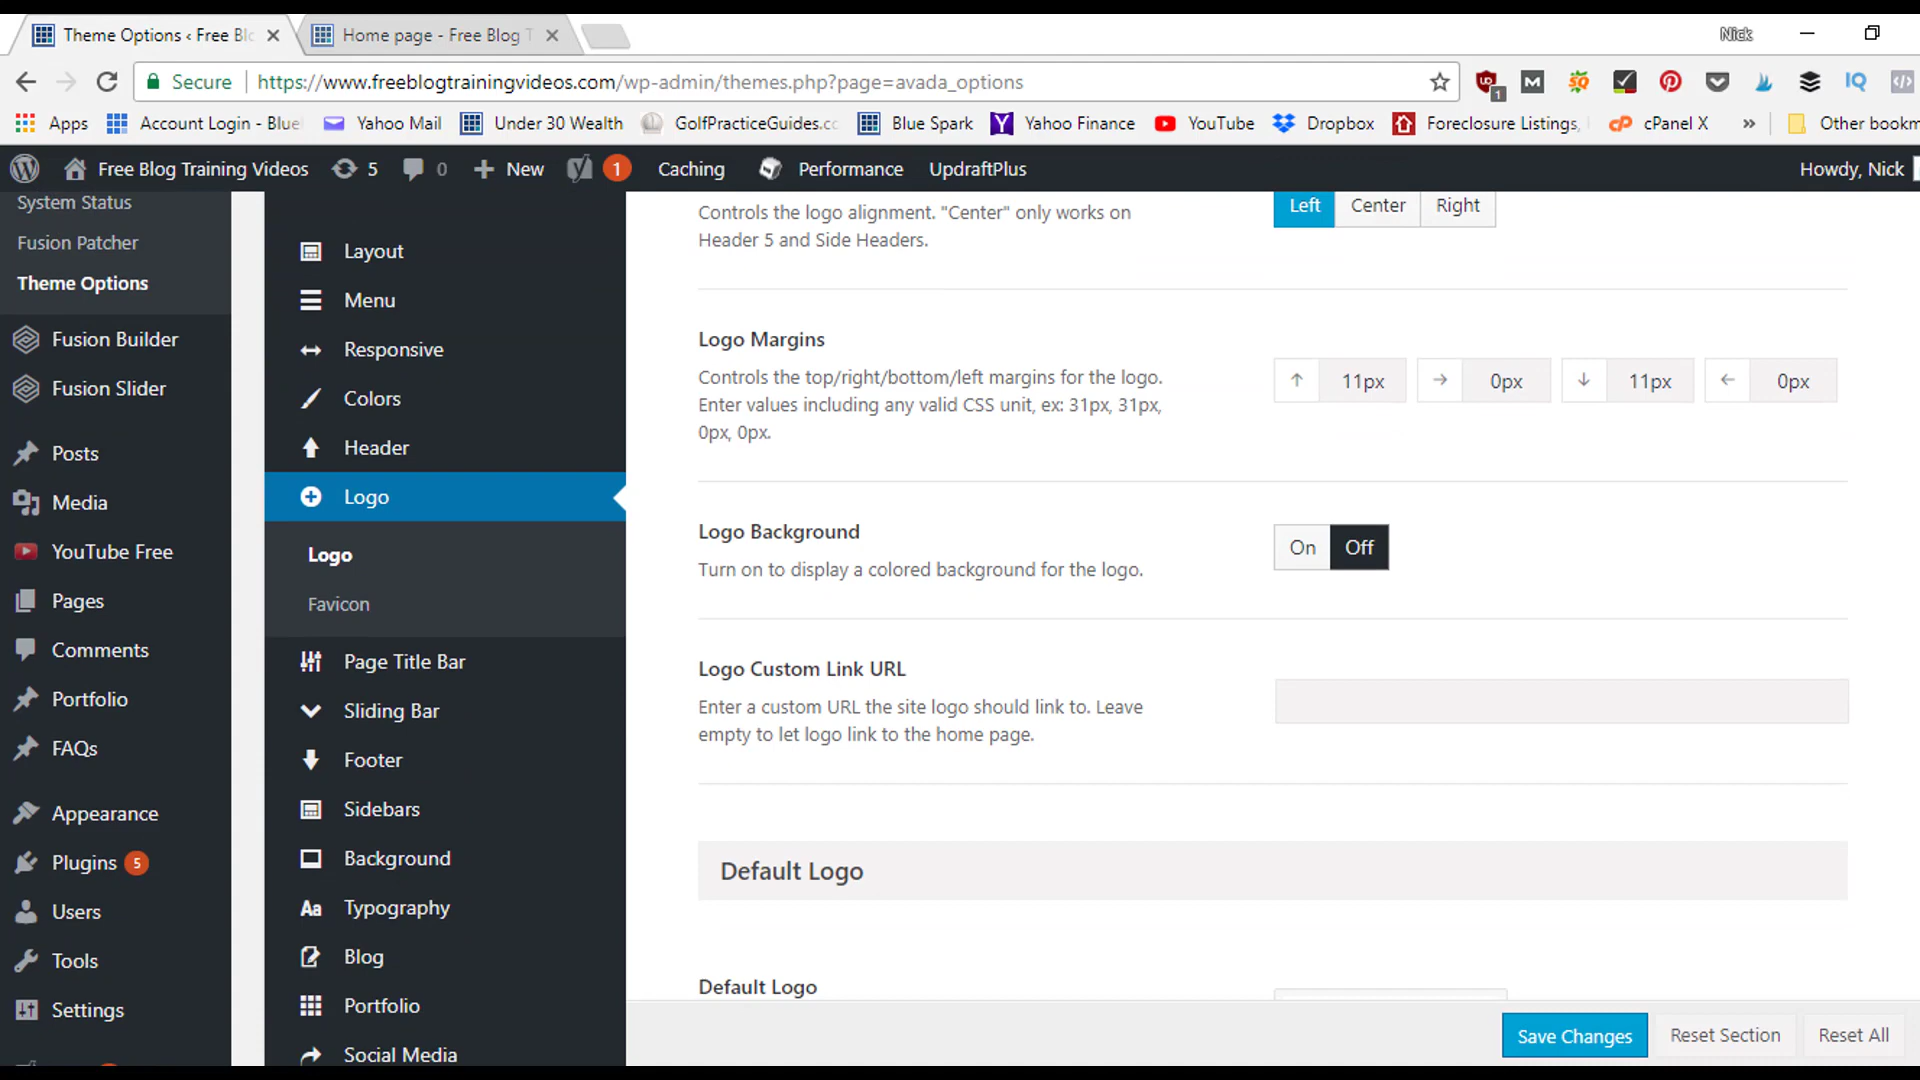 Theme Options ‹ Free Blo
Home page - Free Blog T
Nick
Secure
https://www.freeblogtrainingvideos.com/wp-admin/themes.php?page=avada_options
1
Apps
Account Login - Blue
Yahoo Mail
Under 30 Wealth
GolfPracticeGuides.co
Blue Spark
Yahoo Finance
YouTube
Dropbox
Foreclosure Listings,
cPanel X
»
Other bookm
Free Blog Training Videos
5
0
New
1
Caching
Performance
UpdraftPlus
Howdy, Nick
System Status
Fusion Patcher
Theme Options
Fusion Builder
Fusion Slider
Posts
Media
YouTube Free
Pages
Comments
Portfolio
FAQs
Appearance
Plugins 5
Users
Tools
Settings
Layout
Menu
Responsive
Colors
Header
Logo
Logo
Favicon
Page Title Bar
Sliding Bar
Footer
Sidebars
Background
Typography
Blog
Portfolio
Social Media
Controls the logo alignment. "Center" only works on
Header 5 and Side Headers.
Left Center Right
Logo Margins
Controls the top/right/bottom/left margins for the logo.
Enter values including any valid CSS unit, ex: 31px, 31px,
0px, 0px.
11px 0px 11px 0px
Logo Background
Turn on to display a colored background for the logo.
On Off
Logo Custom Link URL
Enter a custom URL the site logo should link to. Leave
empty to let logo link to the home page.
Default Logo
Default Logo
Save Changes
Reset Section
Reset All